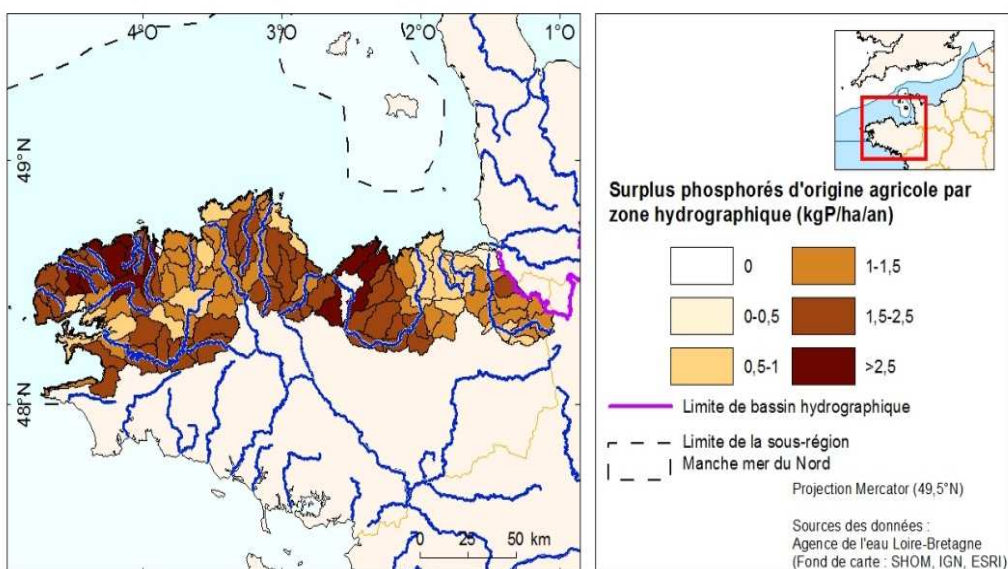 4°0 3°0 2°0 1°O
49°N
48°N
0 25 50 km
Surplus phosphorés d'origine agricole par
zone hydrographique (kgP/ha/an)
0
1-1,5
0-0,5
1,5-2,5
0,5-1
>2,5
Limite de bassin hydrographique
Limite de la sous-région
Manche mer du Nord
Projection Mercator (49,5°N)
Sources des données :
Agence de l'eau Loire-Bretagne
(Fond de carte : SHOM, IGN, ESRI)